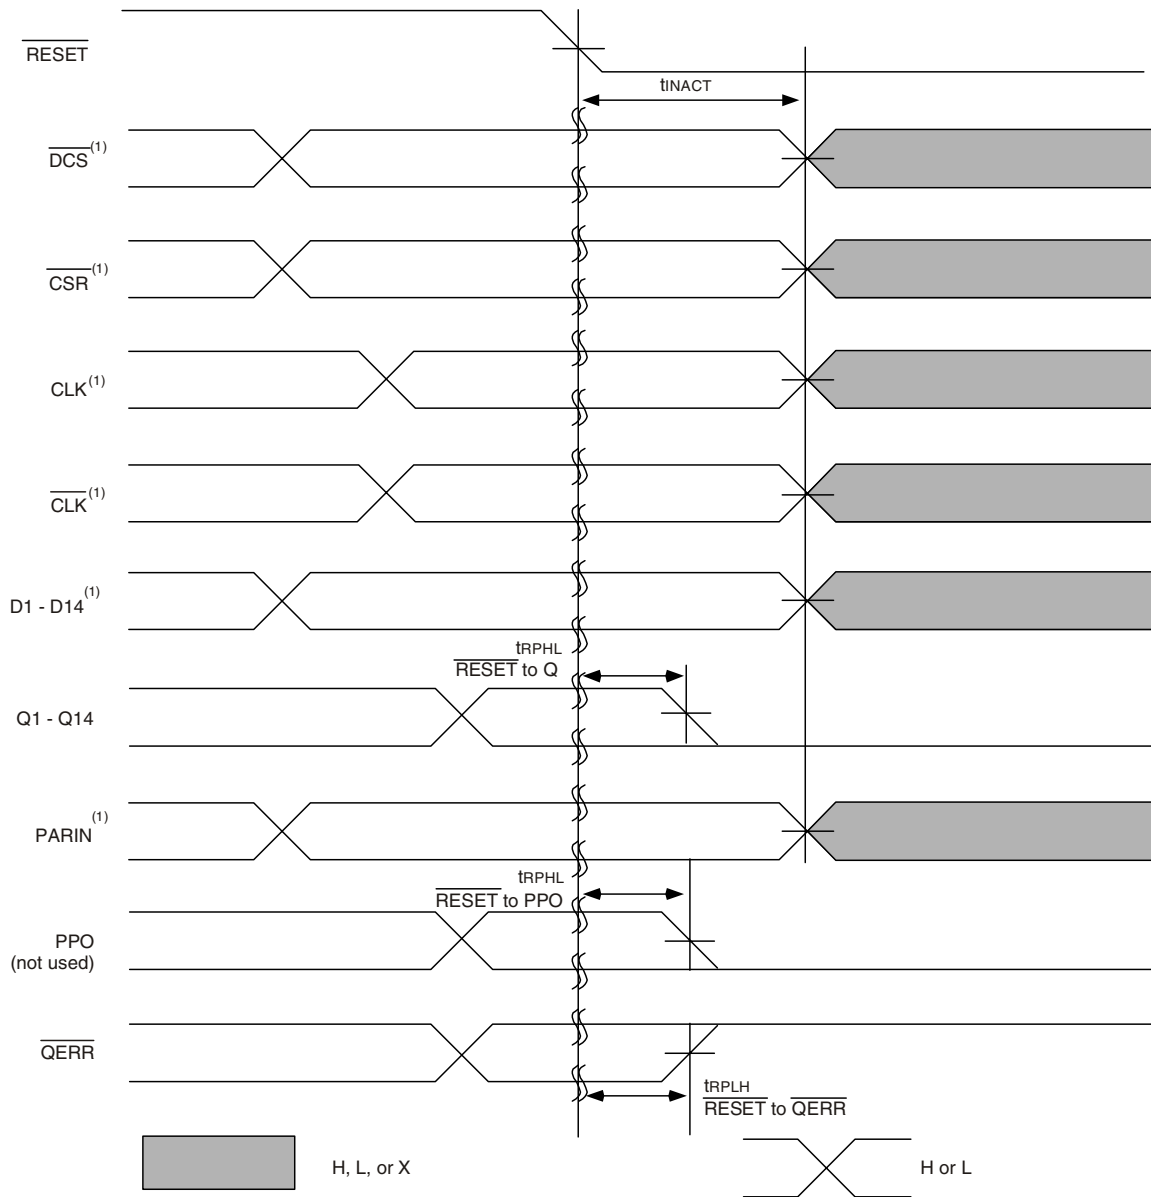 RESET
tINACT
DCS(1)
CSR(1)
CLK(1)
CLK(1)
D1 - D14(1)
tRPHL
RESET to Q
Q1 - Q14
PARIN(1)
tRPHL
RESET to PPO
PPO
(not used)
QERR
tRPLH
RESET to QERR
H, L, or X
H or L